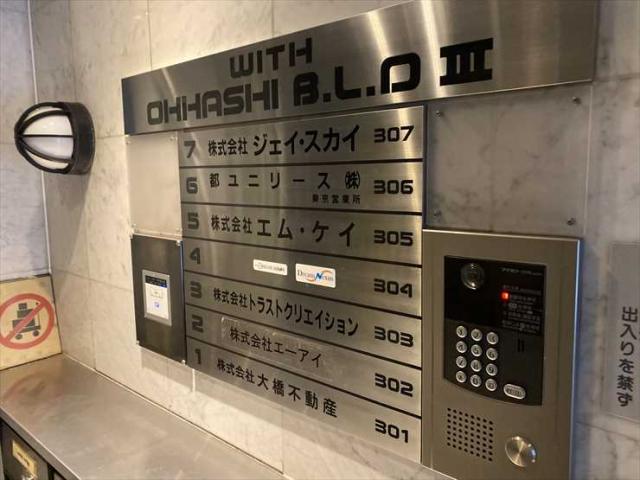 WITH
OHHASHI B.L.D III
7 株式会社 ジェイ・スカイ 307
6 都ユニリース㈱ 306
東京営業所
5 株式会社 エム・ケイ 305
4 Dream Nexus 304
3 株式会社トラストクリエイション 303
2 株式会社エーアイ 302
1 株式会社 大橋不動産 301
出入りを禁ず